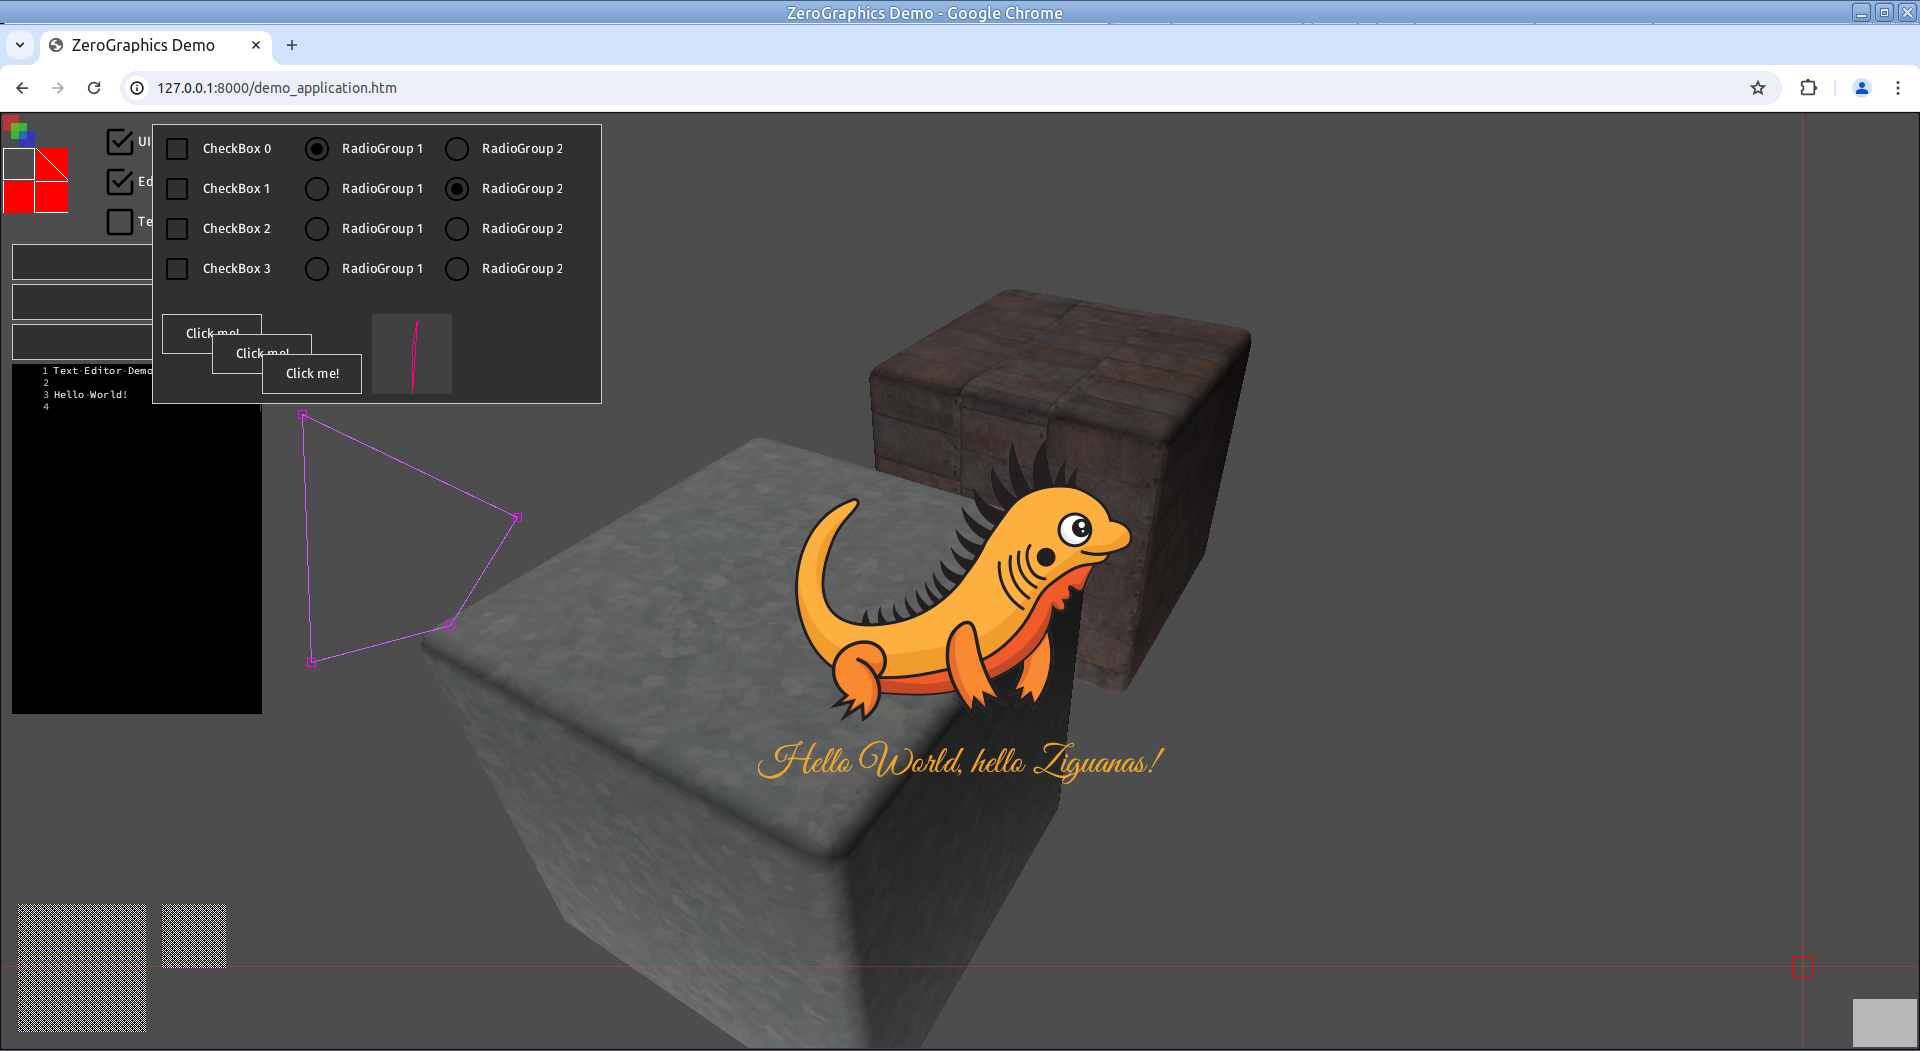 ZeroGraphics Demo - Google Chrome
ZeroGraphics Demo
127.0.0.1:8000/demo_application.htm
UI
CheckBox 0 RadioGroup 1 RadioGroup 2
Ed
CheckBox 1 RadioGroup 1 RadioGroup 2
Te
CheckBox 2 RadioGroup 1 RadioGroup 2
CheckBox 3 RadioGroup 1 RadioGroup 2
Click me!
Click me!
Click me!
1 Text·Editor·Demo
2
3 Hello·World!
4
Hello World, hello Ziguanas!